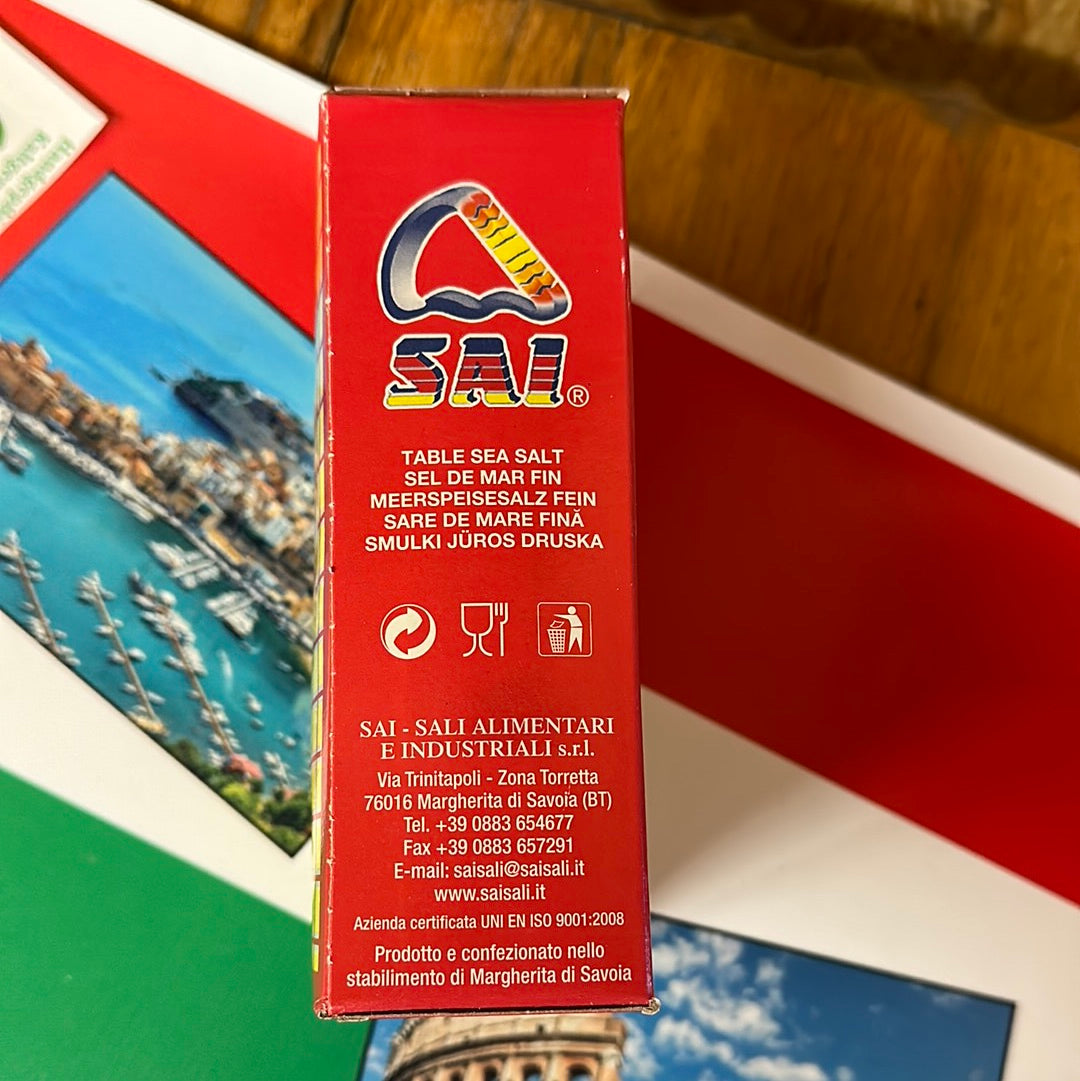 SAI®
TABLE SEA SALT
SEL DE MAR FIN
MEERSPEISESALZ FEIN
SARE DE MARE FINĂ
SMULKI JŪROS DRUSKA
SAI - SALI ALIMENTARI
E INDUSTRIALI s.r.l.
Via Trinitapoli - Zona Torretta
76016 Margherita di Savoia (BT)
Tel. +39 0883 654677
Fax +39 0883 657291
E-mail: saisali@saisali.it
www.saisali.it
Azienda certificata UNI EN ISO 9001:2008
Prodotto e confezionato nello
stabilimento di Margherita di Savoia